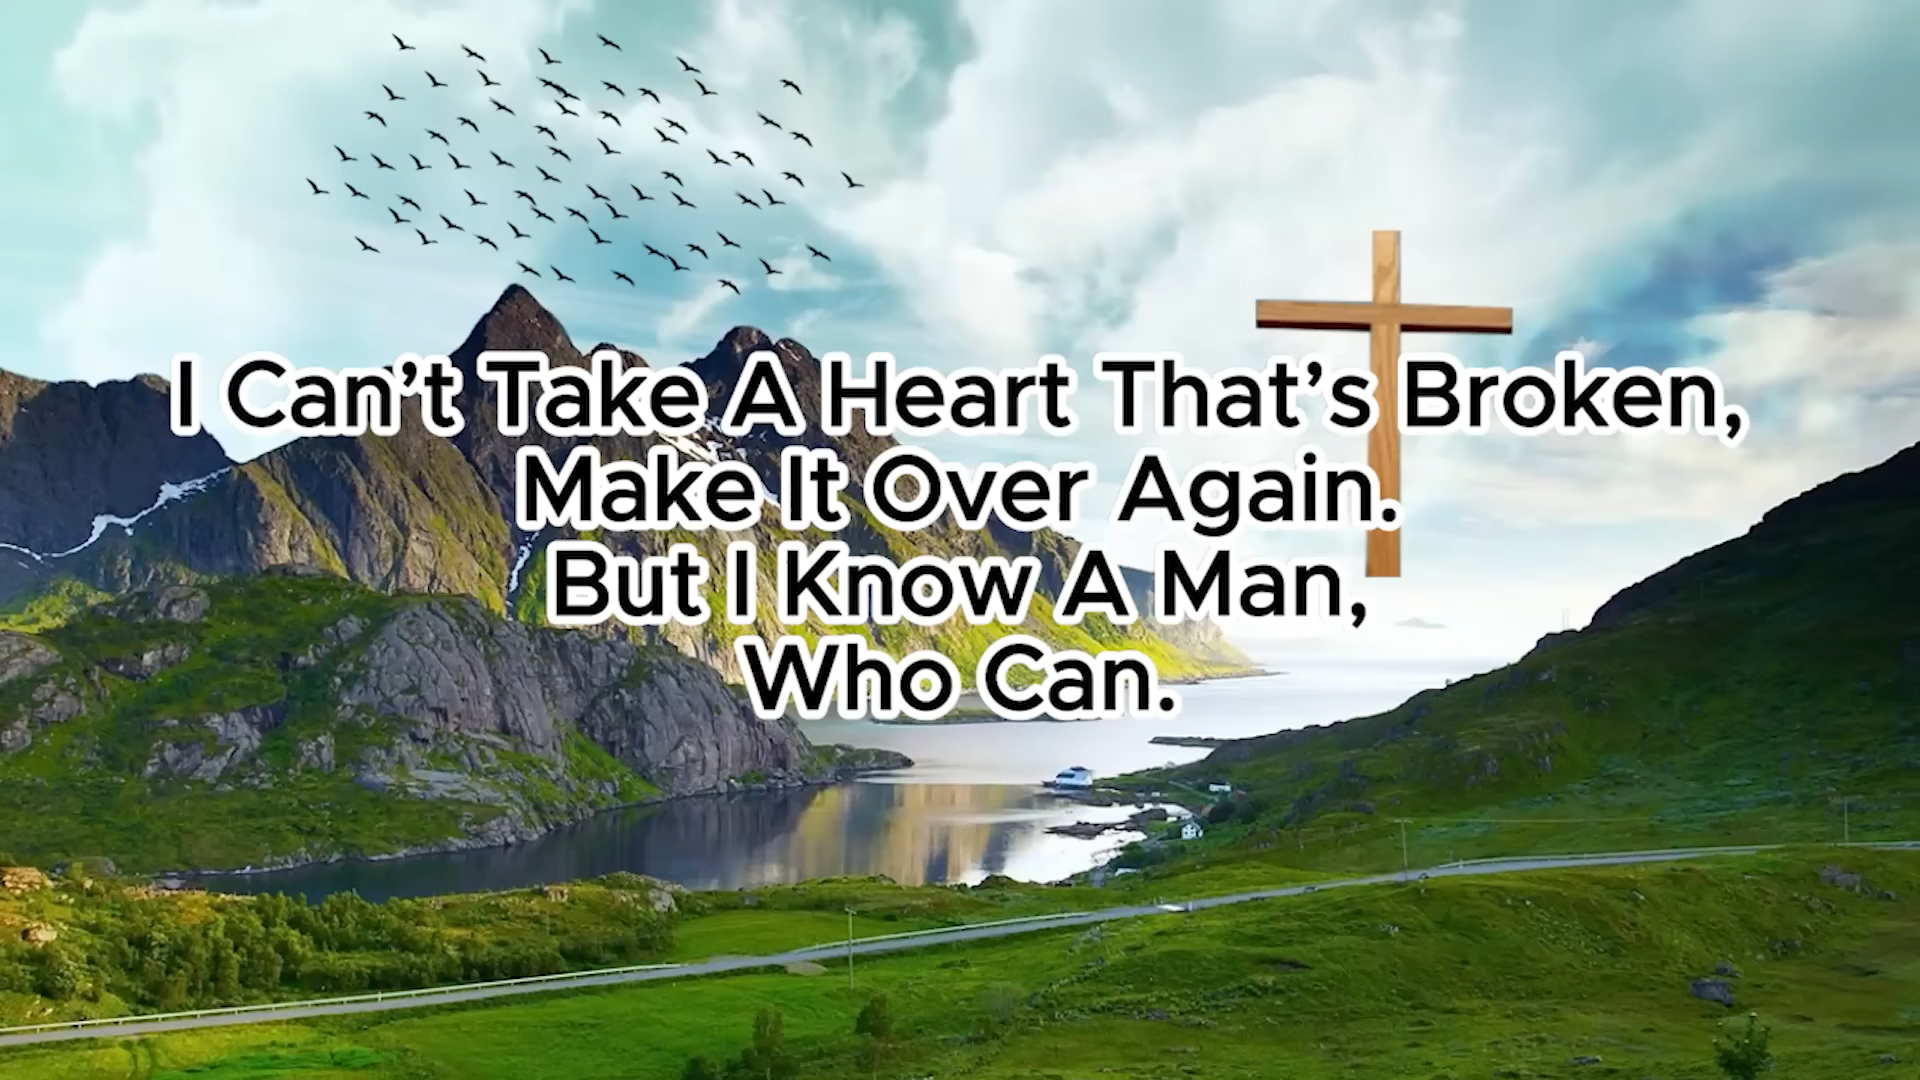 I Can’t Take A Heart That’s Broken,
Make It Over Again.
But I Know A Man,
Who Can.